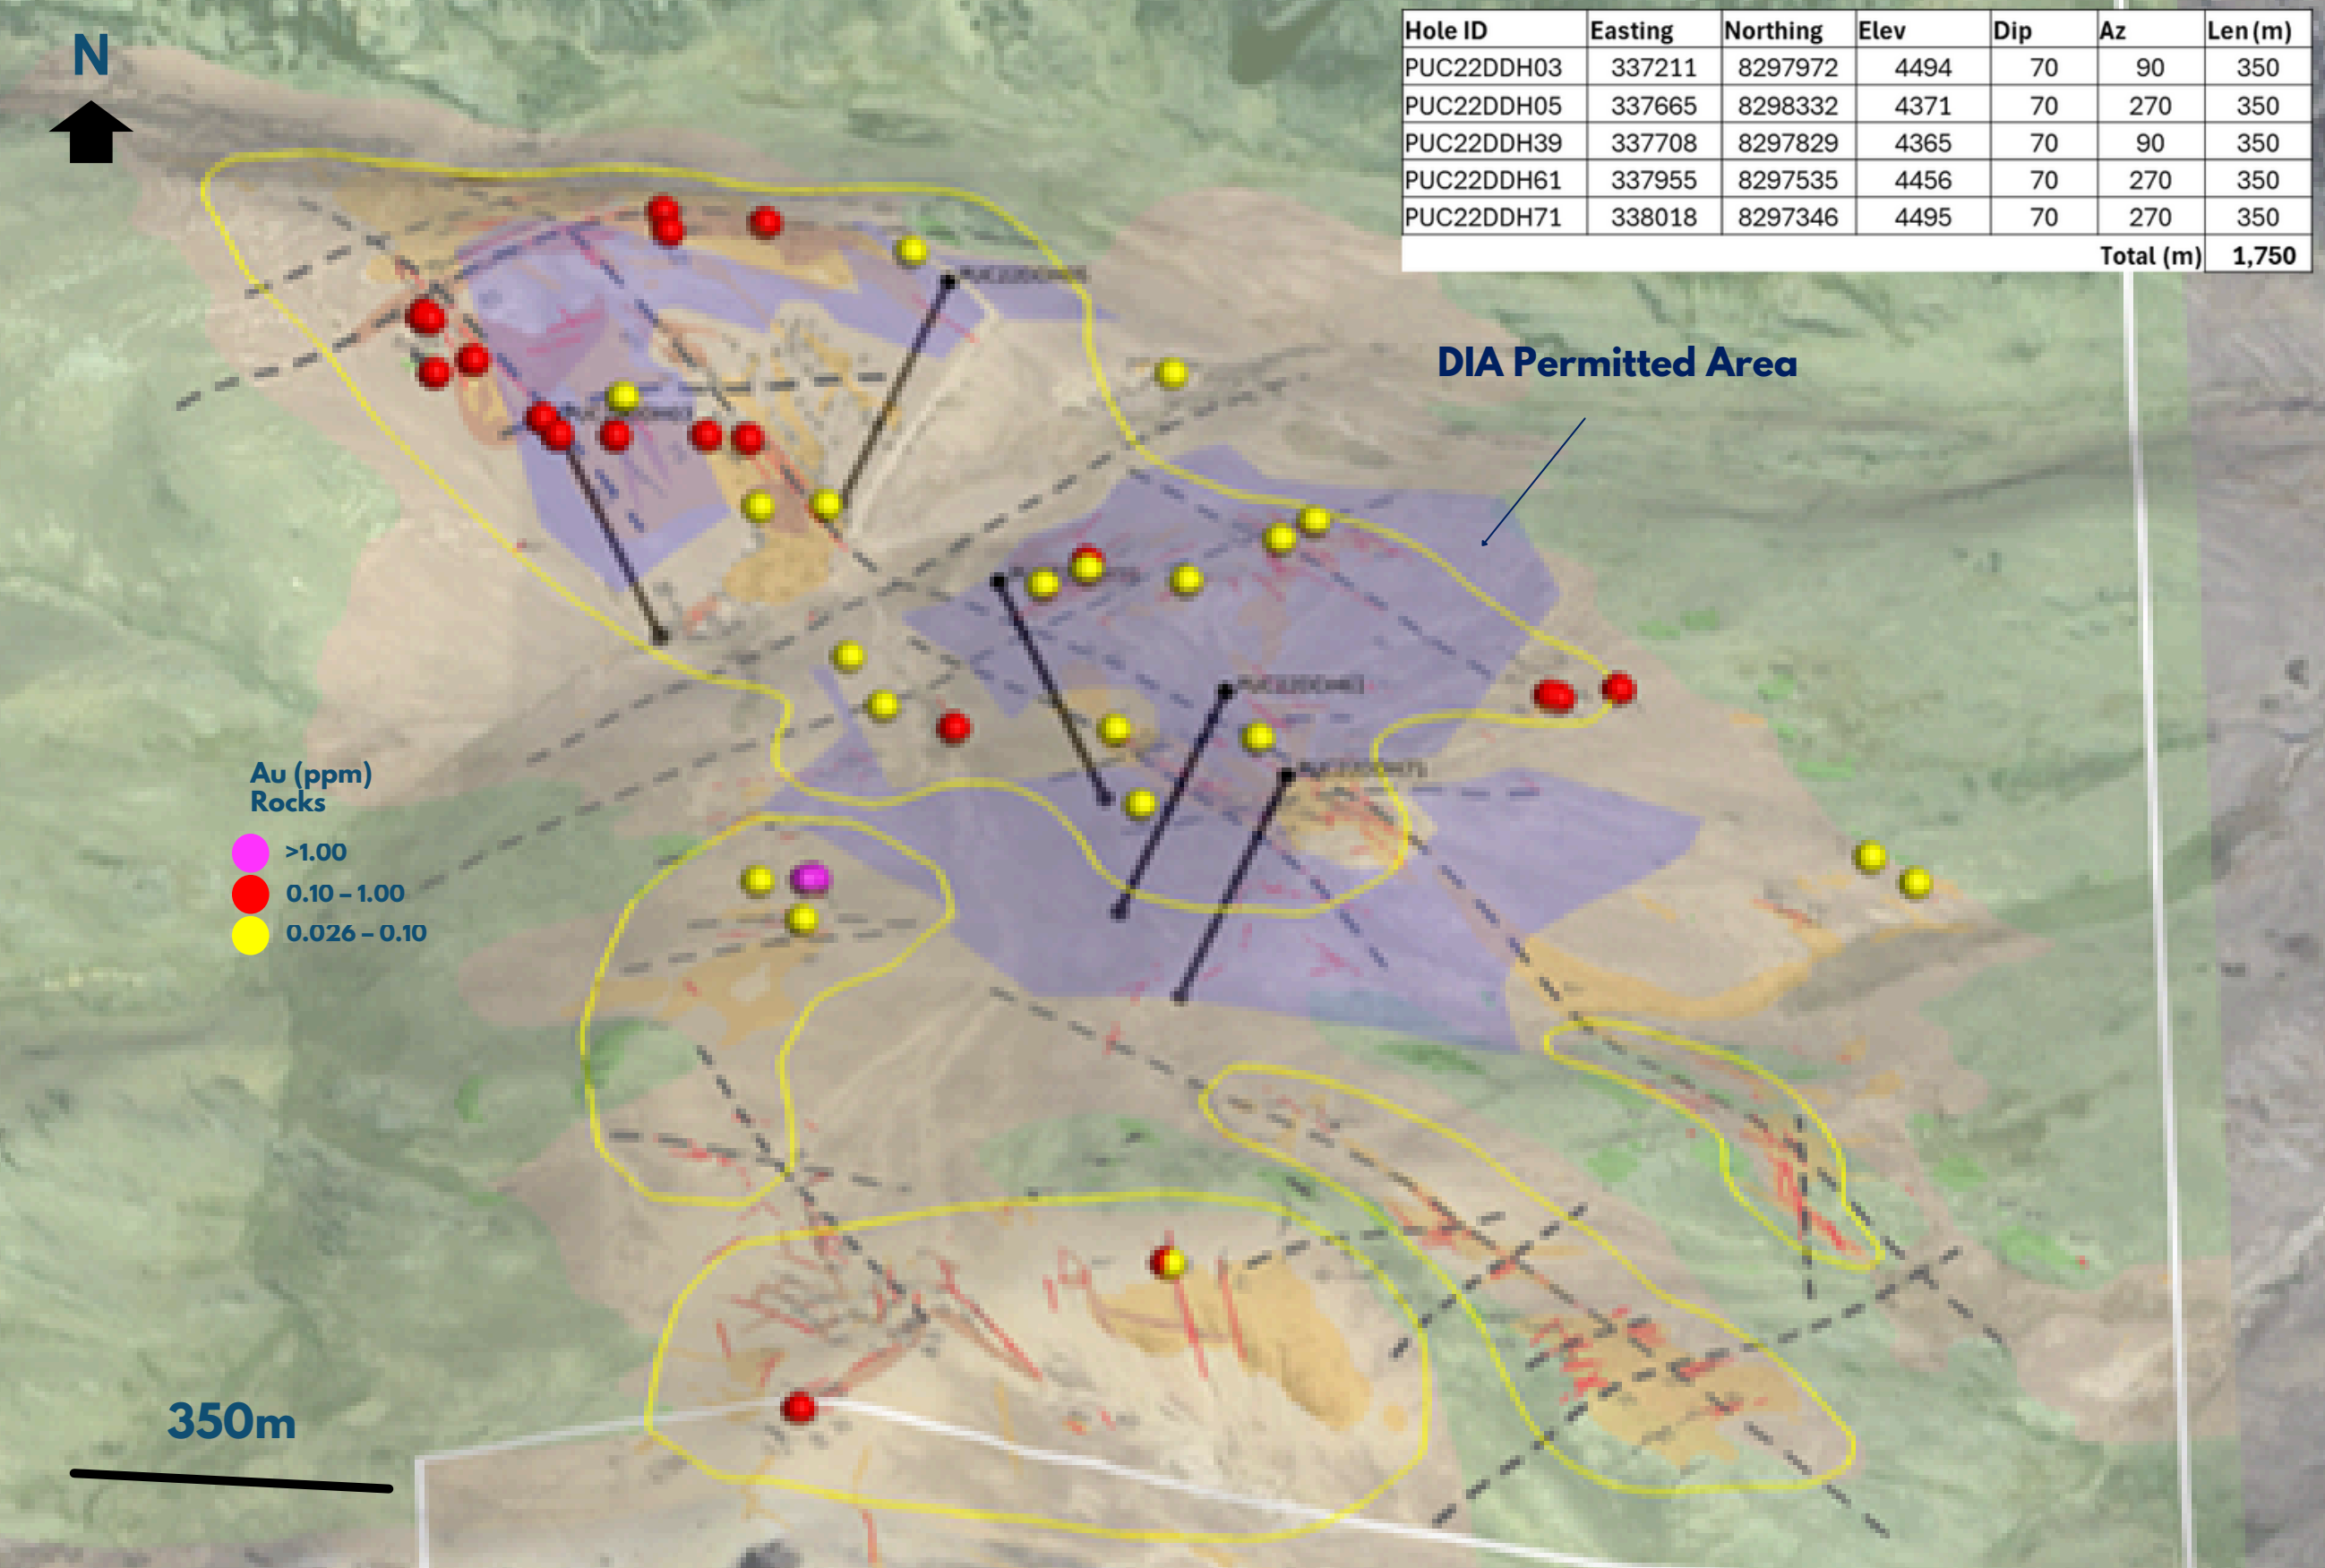 N
Hole ID Easting Northing Elev Dip Az Len (m)
PUC22DDH03 337211 8297972 4494 70 90 350
PUC22DDH05 337665 8298332 4371 70 270 350
PUC22DDH39 337708 8297829 4365 70 90 350
PUC22DDH61 337955 8297535 4456 70 270 350
PUC22DDH71 338018 8297346 4495 70 270 350
Total (m) 1,750
DIA Permitted Area
Au (ppm)
Rocks
>1.00
0.10 – 1.00
0.026 – 0.10
350m